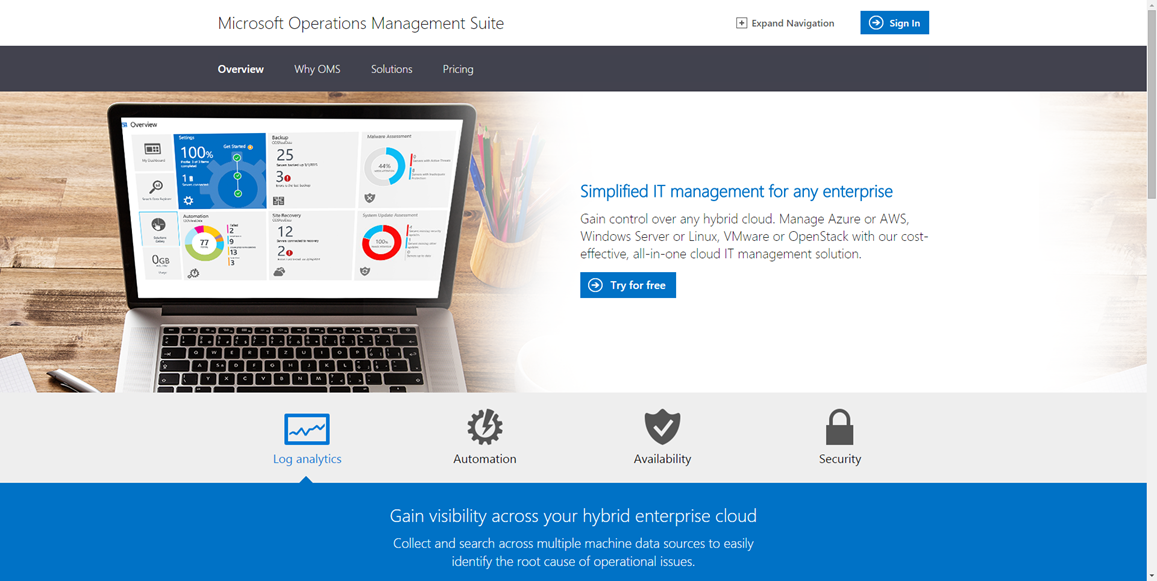 Microsoft Operations Management Suite
Expand Navigation
Sign In
Overview
Why OMS
Solutions
Pricing
Overview
Settings
100%
Get Started
Backup
25
3
Malware Assessment
44%
My Dashboard
1
Automation
77
2
9
13
3
0GB
Site Recovery
12
2
System Update Assessment
100%
Simplified IT management for any enterprise
Gain control over any hybrid cloud. Manage Azure or AWS,
Windows Server or Linux, VMware or OpenStack with our cost-
effective, all-in-one cloud IT management solution.
Try for free
Log analytics
Automation
Availability
Security
Gain visibility across your hybrid enterprise cloud
Collect and search across multiple machine data sources to easily
identify the root cause of operational issues.